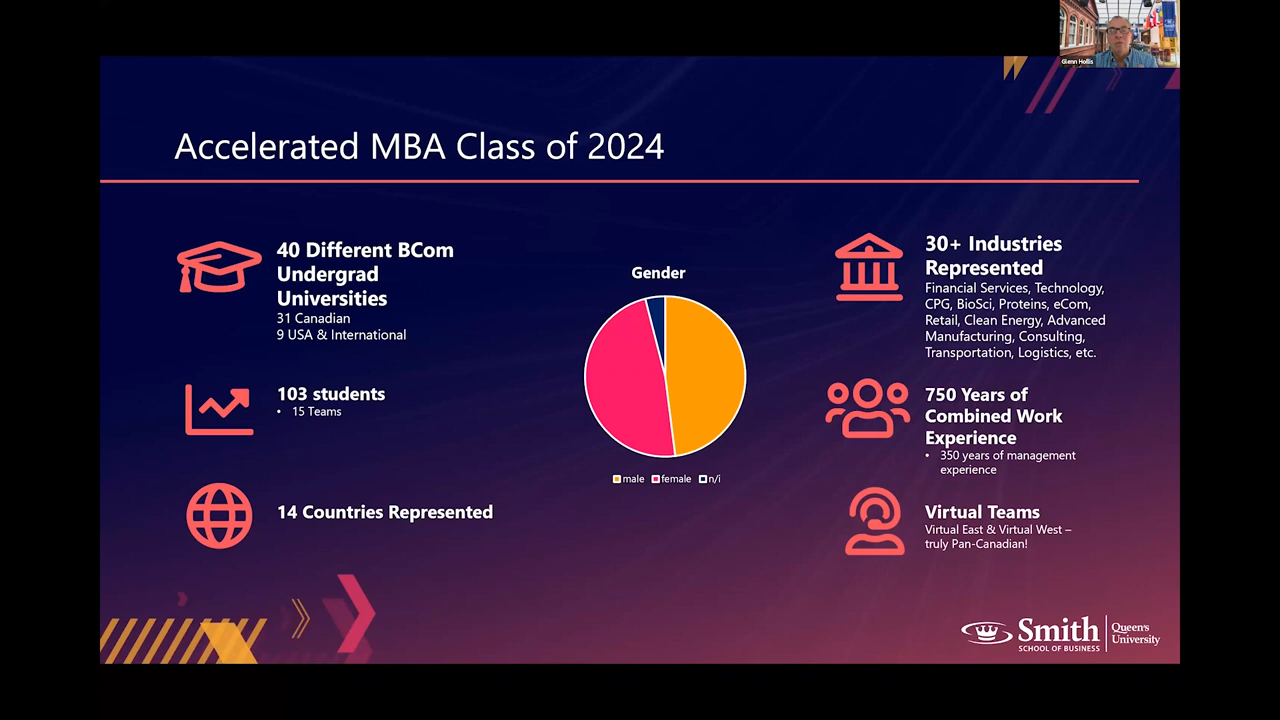 Glenn Hollis
Accelerated MBA Class of 2024
40 Different BCom
Undergrad
Universities
31 Canadian
9 USA & International
103 students
• 15 Teams
14 Countries Represented
Gender
male female n/i
30+ Industries
Represented
Financial Services, Technology,
CPG, BioSci, Proteins, eCom,
Retail, Clean Energy, Advanced
Manufacturing, Consulting,
Transportation, Logistics, etc.
750 Years of
Combined Work
Experience
• 350 years of management
experience
Virtual Teams
Virtual East & Virtual West –
truly Pan-Canadian!
Smith
SCHOOL OF BUSINESS
Queen's
University